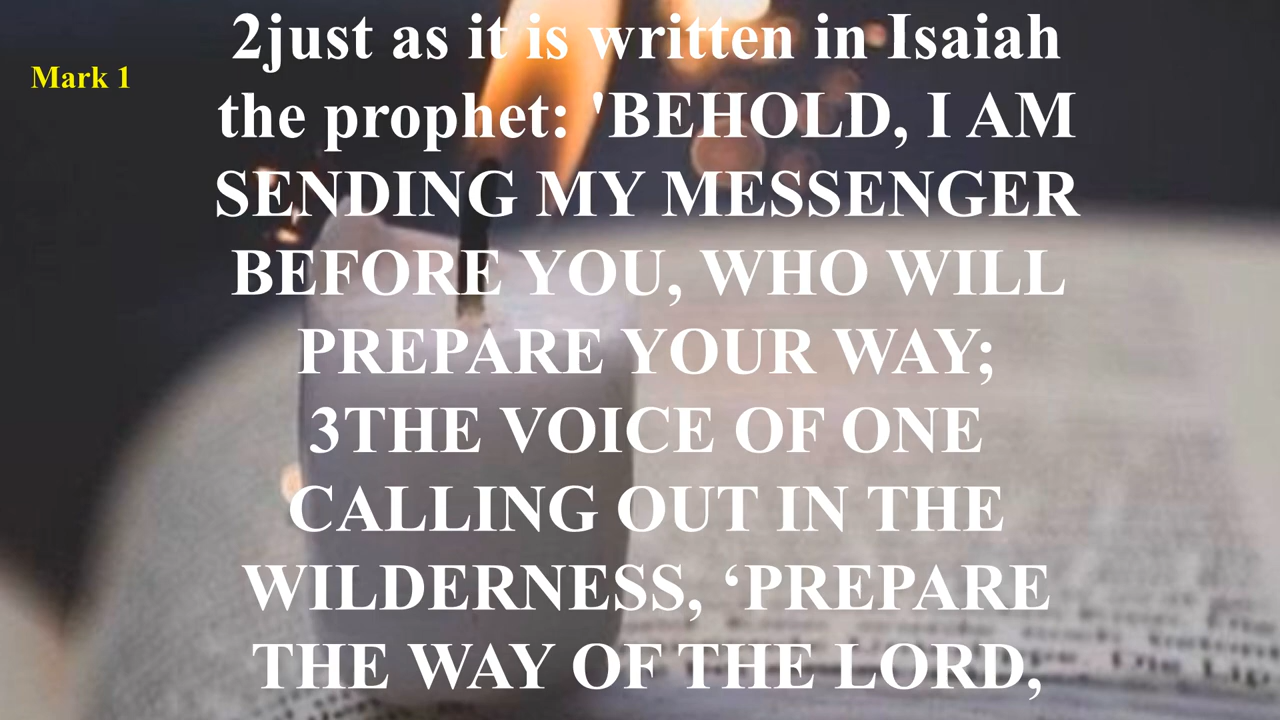 Mark 1
2just as it is written in Isaiah
the prophet: 'BEHOLD, I AM
SENDING MY MESSENGER
BEFORE YOU, WHO WILL
PREPARE YOUR WAY;
3THE VOICE OF ONE
CALLING OUT IN THE
WILDERNESS, ‘PREPARE
THE WAY OF THE LORD,